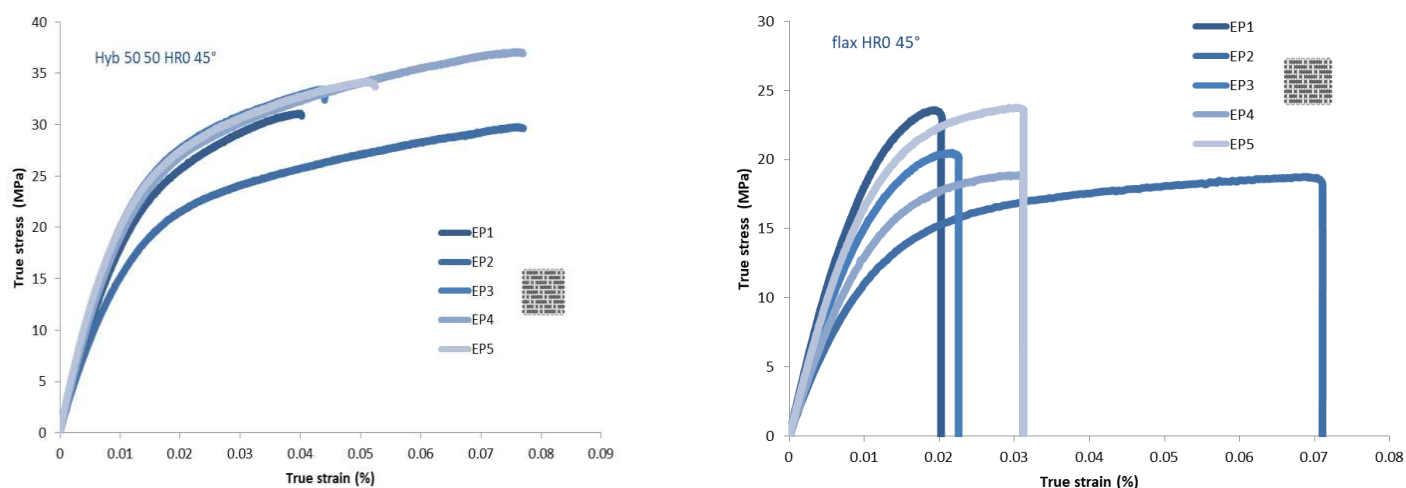 Hyb 50 50 HR0 45°
True stress (MPa)
40
35
30
25
20
15
10
5
0
EP1
EP2
EP3
EP4
EP5
0 0.01 0.02 0.03 0.04 0.05 0.06 0.07 0.08 0.09
True strain (%)
flax HR0 45°
True stress (MPa)
30
25
20
15
10
5
0
EP1
EP2
EP3
EP4
EP5
0 0.01 0.02 0.03 0.04 0.05 0.06 0.07 0.08
True strain (%)